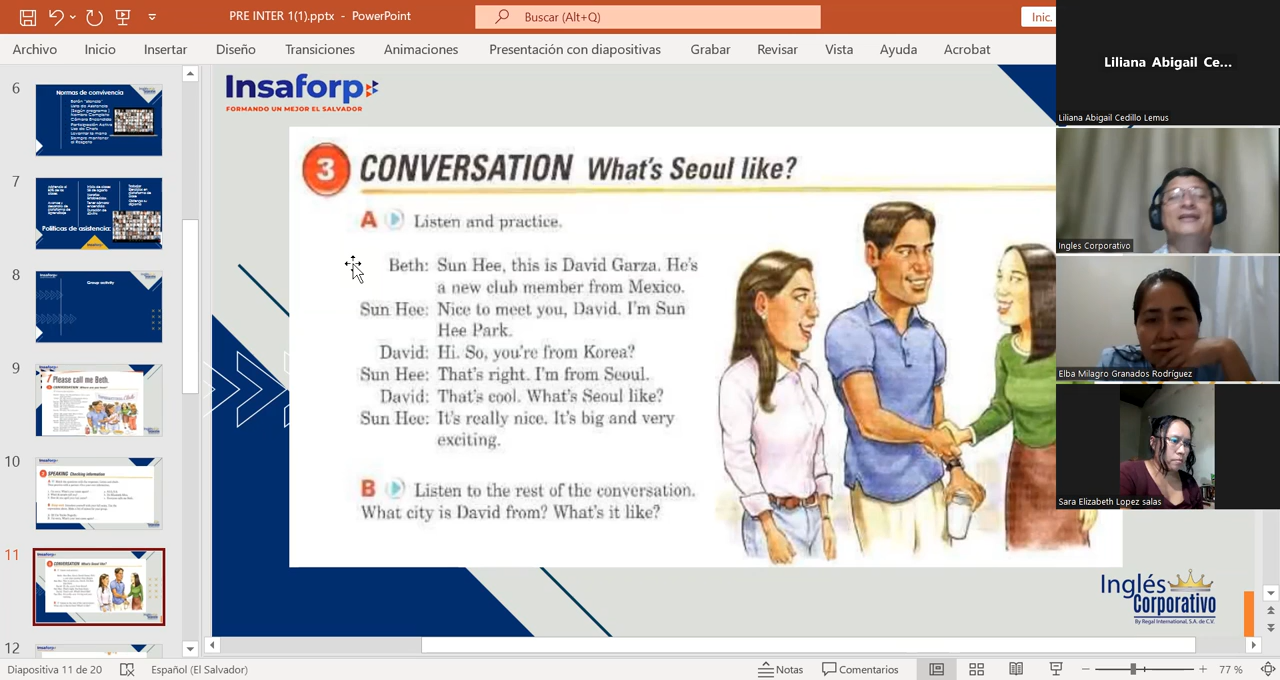 PRE INTER 1(1).pptx - PowerPoint
Buscar (Alt+Q)
Inic.
Archivo Inicio Insertar Diseño Transiciones Animaciones Presentación con diapositivas Grabar Revisar Vista Ayuda Acrobat
Liliana Abigail Ce...
Liliana Abigail Cedillo Lemus
Ingles Corporativo
Elba Milagro Granados Rodríguez
Sara Elizabeth Lopez salas
6
Normas de convivencia
7
Políticas de asistencia:
8
Group activity
9
Please call me Beth.
10
SPEAKING Checking information
11
CONVERSATION What's Seoul like?
12
Insaforp
FORMANDO UN MEJOR EL SALVADOR
3 CONVERSATION What's Seoul like?
A Listen and practice.
Beth: Sun Hee, this is David Garza. He's
a new club member from Mexico.
Sun Hee: Nice to meet you, David. I'm Sun
Hee Park.
David: Hi. So, you're from Korea?
Sun Hee: That's right. I'm from Seoul.
David: That's cool. What's Seoul like?
Sun Hee: It's really nice. It's big and very
exciting.
B Listen to the rest of the conversation.
What city is David from? What's it like?
Inglés
Corporativo
By Regal International, S.A. de C.V.
Diapositiva 11 de 20 Español (El Salvador) Notas Comentarios 77 %